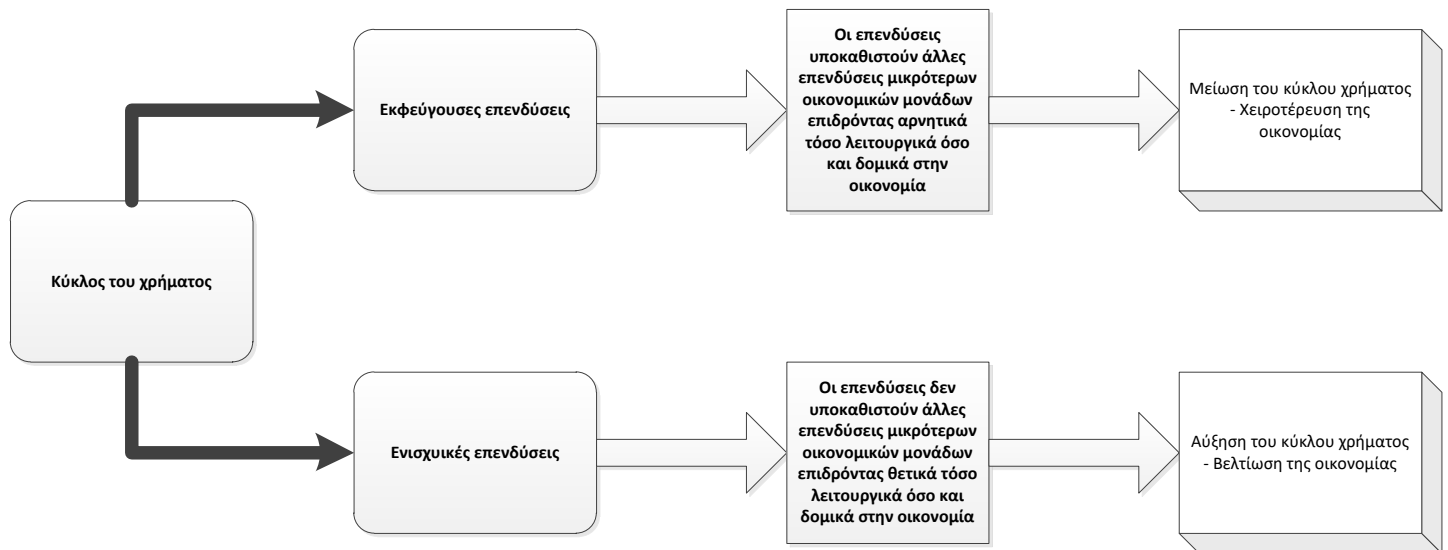 Κύκλος του χρήματος
Εκφεύγουσες επενδύσεις
Οι επενδύσεις
υποκαθιστούν άλλες
επενδύσεις μικρότερων
οικονομικών μονάδων
επιδρόντας αρνητικά
τόσο λειτουργικά όσο
και δομικά στην
οικονομία
Μείωση του κύκλου χρήματος
- Χειροτέρευση της
οικονομίας
Ενισχυικές επενδύσεις
Οι επενδύσεις δεν
υποκαθιστούν άλλες
επενδύσεις μικρότερων
οικονομικών μονάδων
επιδρόντας θετικά τόσο
λειτουργικά όσο και
δομικά στην οικονομία
Αύξηση του κύκλου χρήματος
- Βελτίωση της οικονομίας